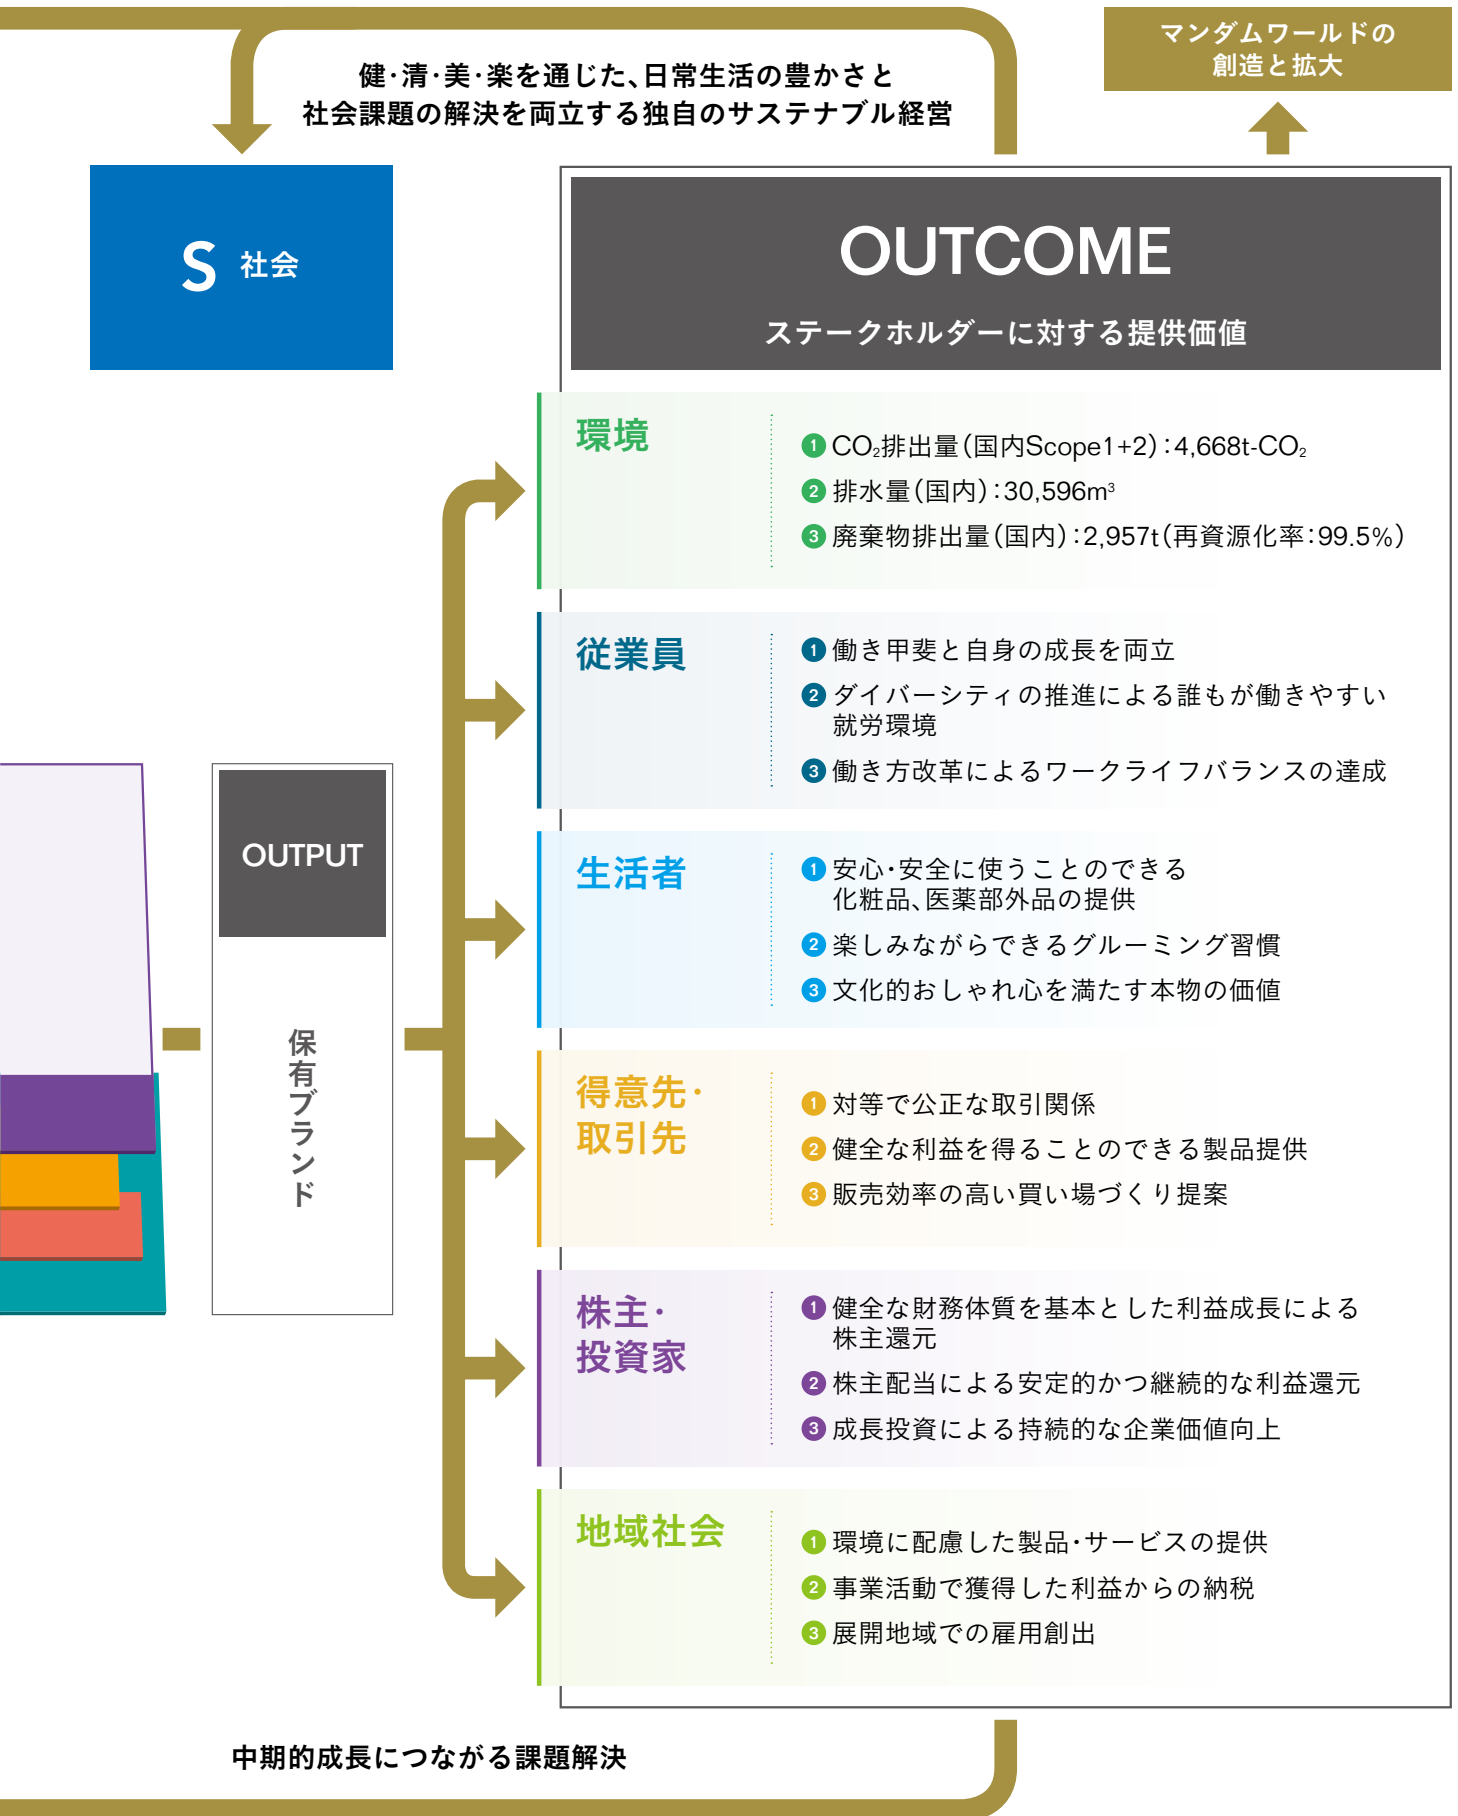 マンダムワールドの
創造と拡大
健・清・美・楽を通じた、日常生活の豊かさと
社会課題の解決を両立する独自のサステナブル経営
S 社会
OUTCOME
ステークホルダーに対する提供価値
環境
1 CO₂排出量（国内Scope1+2）：4,668t-CO₂
2 排水量（国内）：30,596m³
3 廃棄物排出量（国内）：2,957t（再資源化率：99.5%）
従業員
1 働き甲斐と自身の成長を両立
2 ダイバーシティの推進による誰もが働きやすい
就労環境
3 働き方改革によるワークライフバランスの達成
OUTPUT
保有ブランド
生活者
1 安心・安全に使うことのできる
化粧品、医薬部外品の提供
2 楽しみながらできるグルーミング習慣
3 文化的おしゃれ心を満たす本物の価値
得意先・
取引先
1 対等で公正な取引関係
2 健全な利益を得ることのできる製品提供
3 販売効率の高い買い場づくり提案
株主・
投資家
1 健全な財務体質を基本とした利益成長による
株主還元
2 株主配当による安定的かつ継続的な利益還元
3 成長投資による持続的な企業価値向上
地域社会
1 環境に配慮した製品・サービスの提供
2 事業活動で獲得した利益からの納税
3 展開地域での雇用創出
中期的成長につながる課題解決